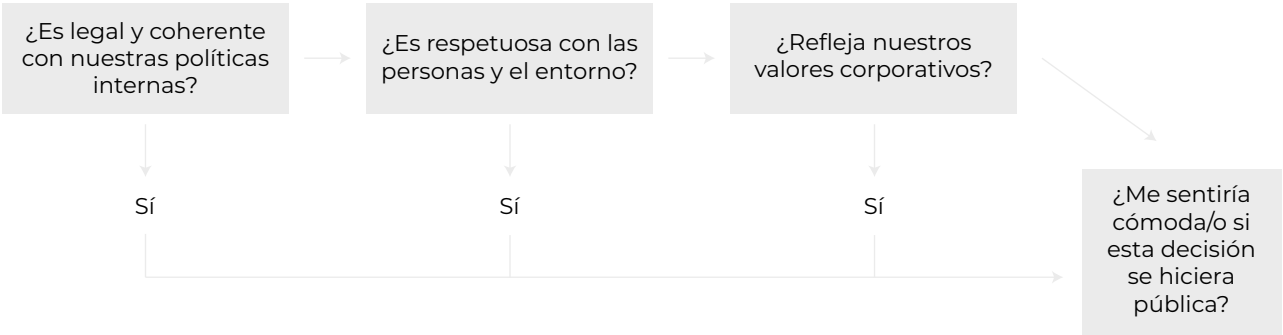 ¿Es legal y coherente
con nuestras políticas
internas?
¿Es respetuosa con las
personas y el entorno?
¿Refleja nuestros
valores corporativos?
Sí
Sí
Sí
¿Me sentiría
cómoda/o si
esta decisión
se hiciera
pública?